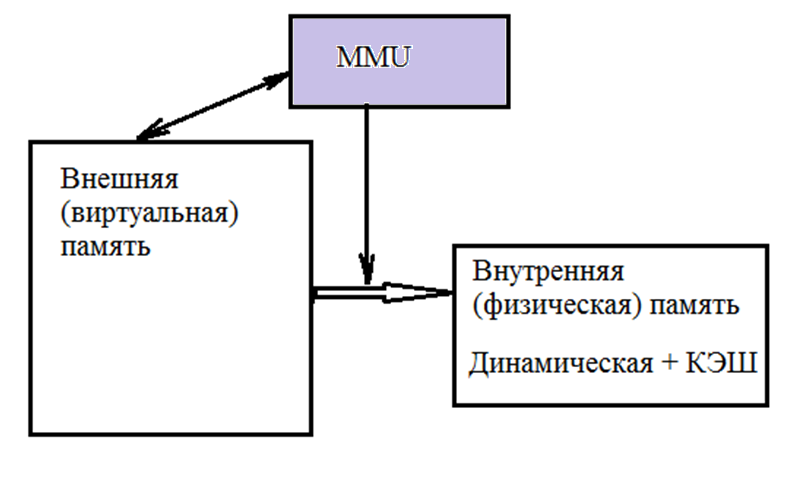 MMU
Внешняя
(виртуальная)
память
Внутренняя
(физическая) память
Динамическая + КЭШ